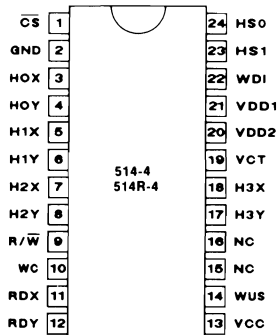 C̅S̅ 1 24 HS0
GND 2 23 HS1
H0X 3 22 WDI
H0Y 4 21 VDD1
H1X 5 20 VDD2
H1Y 6 19 VCT
514-4
H2X 7 18 H3X
514R-4
H2Y 8 17 H3Y
R/W̅ 9 16 NC
WC 10 15 NC
RDX 11 14 WUS
RDY 12 13 VCC